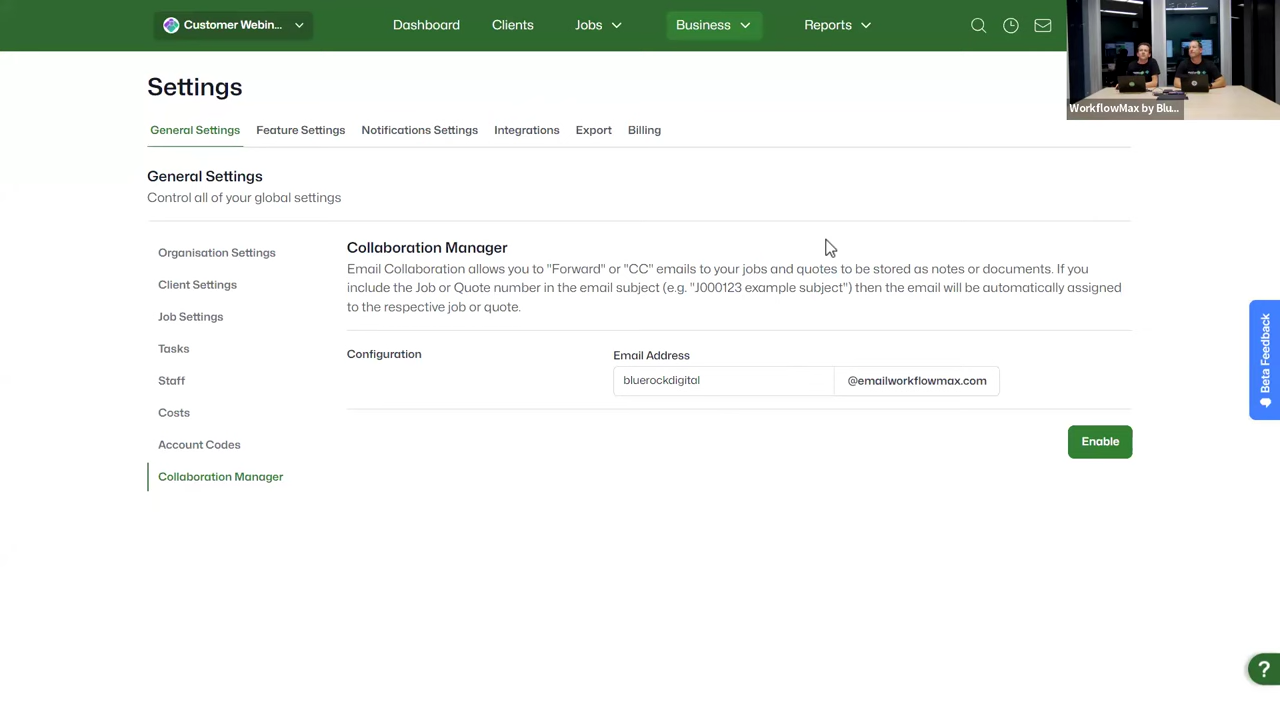 Customer Webin...
Dashboard
Clients
Jobs
Business
Reports
WorkflowMax by Blu...
Settings
General Settings
Feature Settings
Notifications Settings
Integrations
Export
Billing
General Settings
Control all of your global settings
Organisation Settings
Client Settings
Job Settings
Tasks
Staff
Costs
Account Codes
Collaboration Manager
Collaboration Manager
Email Collaboration allows you to "Forward" or "CC" emails to your jobs and quotes to be stored as notes or documents. If you
include the Job or Quote number in the email subject (e.g. "J000123 example subject") then the email will be automatically assigned
to the respective job or quote.
Configuration
Email Address
bluerockdigital
@emailworkflowmax.com
Enable
Beta Feedback
?